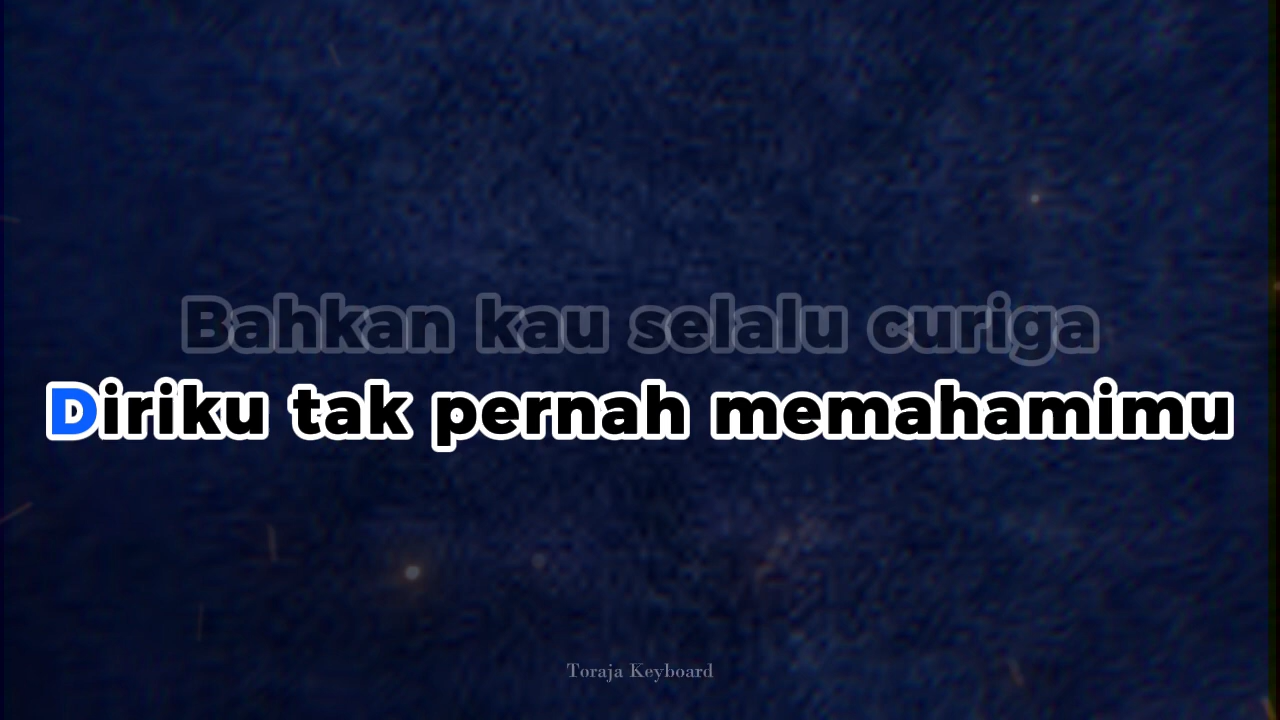 Bahkan kau selalu curiga
Diriku tak pernah memahamimu
Toraja Keyboard